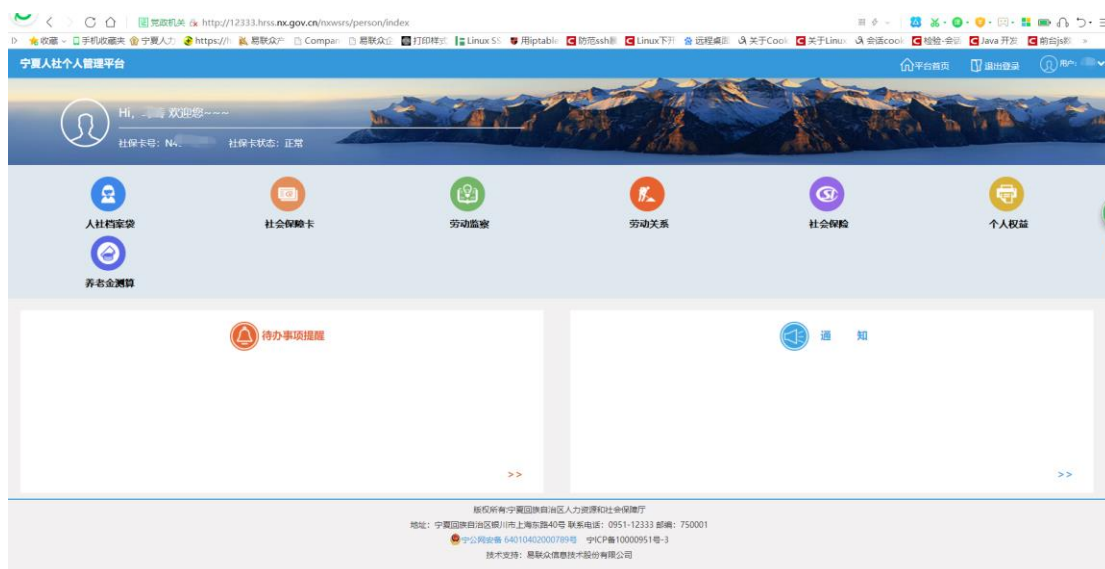 党政机关 http://12333.hrss.nx.gov.cn/nxwsrs/person/index
收藏 手机收藏夹 宁夏人力 https://h 易联众产 Compan 易联众企 打印样式 Linux SS 用iptable 防范ssh暴 Linux下开 远程桌面 关于Cook 关于Linux 会话cook 检验-会话 Java 开发 前台js影 »
宁夏人社个人管理平台 平台首页 退出登录 用户:
Hi, 欢迎您~~~
社保卡号: N4. 社保卡状态: 正常
人社档案袋 社会保障卡 劳动监察 劳动关系 社会保险 个人权益
养老金测算
待办事项提醒 通 知
>> >>
版权所有:宁夏回族自治区人力资源和社会保障厅
地址: 宁夏回族自治区银川市上海东路40号 联系电话: 0951-12333 邮编: 750001
宁公网安备 64010402000789号 宁ICP备10000951号-3
技术支持: 易联众信息技术股份有限公司